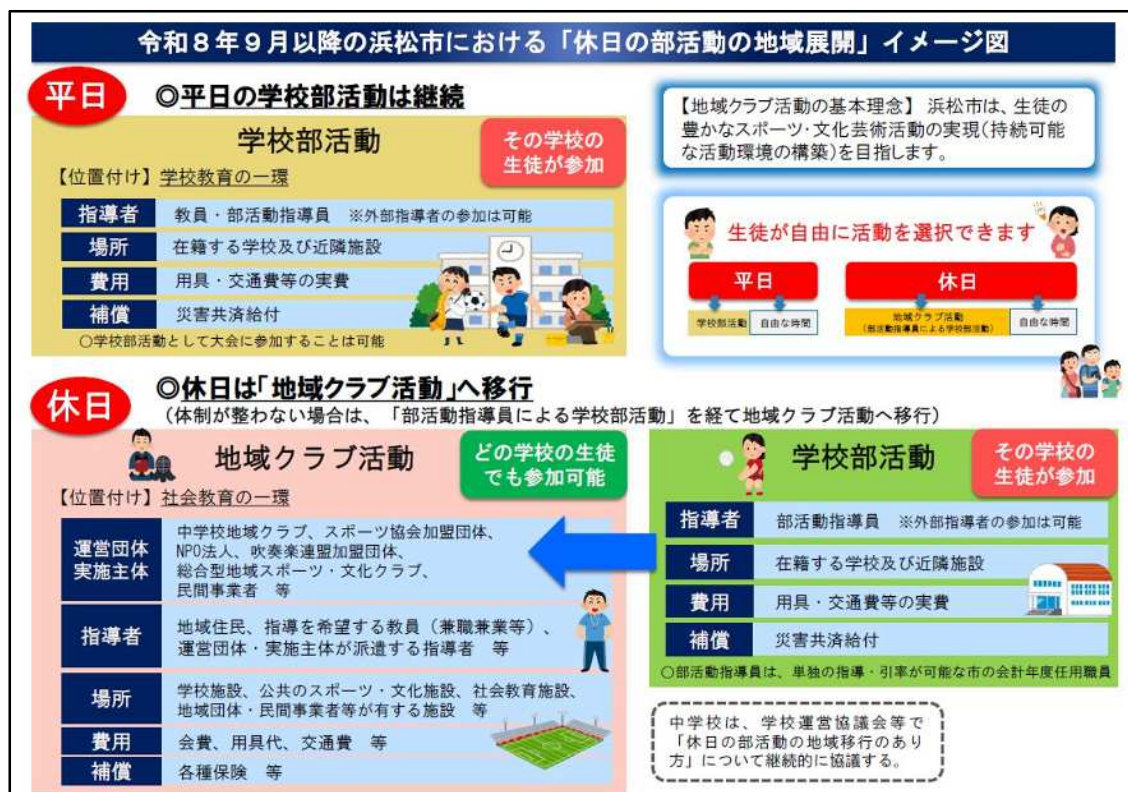 令和８年９月以降の浜松市における「休日の部活動の地域展開」イメージ図
平日
◎平日の学校部活動は継続
学校部活動
その学校の
生徒が参加
【位置付け】学校教育の一環
指導者
教員・部活動指導員　※外部指導者の参加は可能
場所
在籍する学校及び近隣施設
費用
用具・交通費等の実費
補償
災害共済給付
○学校部活動として大会に参加することは可能
【地域クラブ活動の基本理念】 浜松市は、生徒の
豊かなスポーツ・文化芸術活動の実現(持続可能
な活動環境の構築)を目指します。
生徒が自由に活動を選択できます
平日
休日
学校部活動
自由な時間
地域クラブ活動
(部活動指導員による学校部活動)
自由な時間
休日
◎休日は「地域クラブ活動」へ移行
（体制が整わない場合は、「部活動指導員による学校部活動」を経て地域クラブ活動へ移行）
地域クラブ活動
どの学校の生徒
でも参加可能
【位置付け】社会教育の一環
運営団体
実施主体
中学校地域クラブ、スポーツ協会加盟団体、
NPO法人、吹奏楽連盟加盟団体、
総合型地域スポーツ・文化クラブ、
民間事業者　等
指導者
地域住民、指導を希望する教員（兼職兼業等）、
運営団体・実施主体が派遣する指導者　等
場所
学校施設、公共のスポーツ・文化施設、社会教育施設、
地域団体・民間事業者等が有する施設　等
費用
会費、用具代、交通費　等
補償
各種保険　等
学校部活動
その学校の
生徒が参加
指導者
部活動指導員　※外部指導者の参加は可能
場所
在籍する学校及び近隣施設
費用
用具・交通費等の実費
補償
災害共済給付
○部活動指導員は、単独の指導・引率が可能な市の会計年度任用職員
中学校は、学校運営協議会等で
「休日の部活動の地域移行のあり
方」について継続的に協議する。